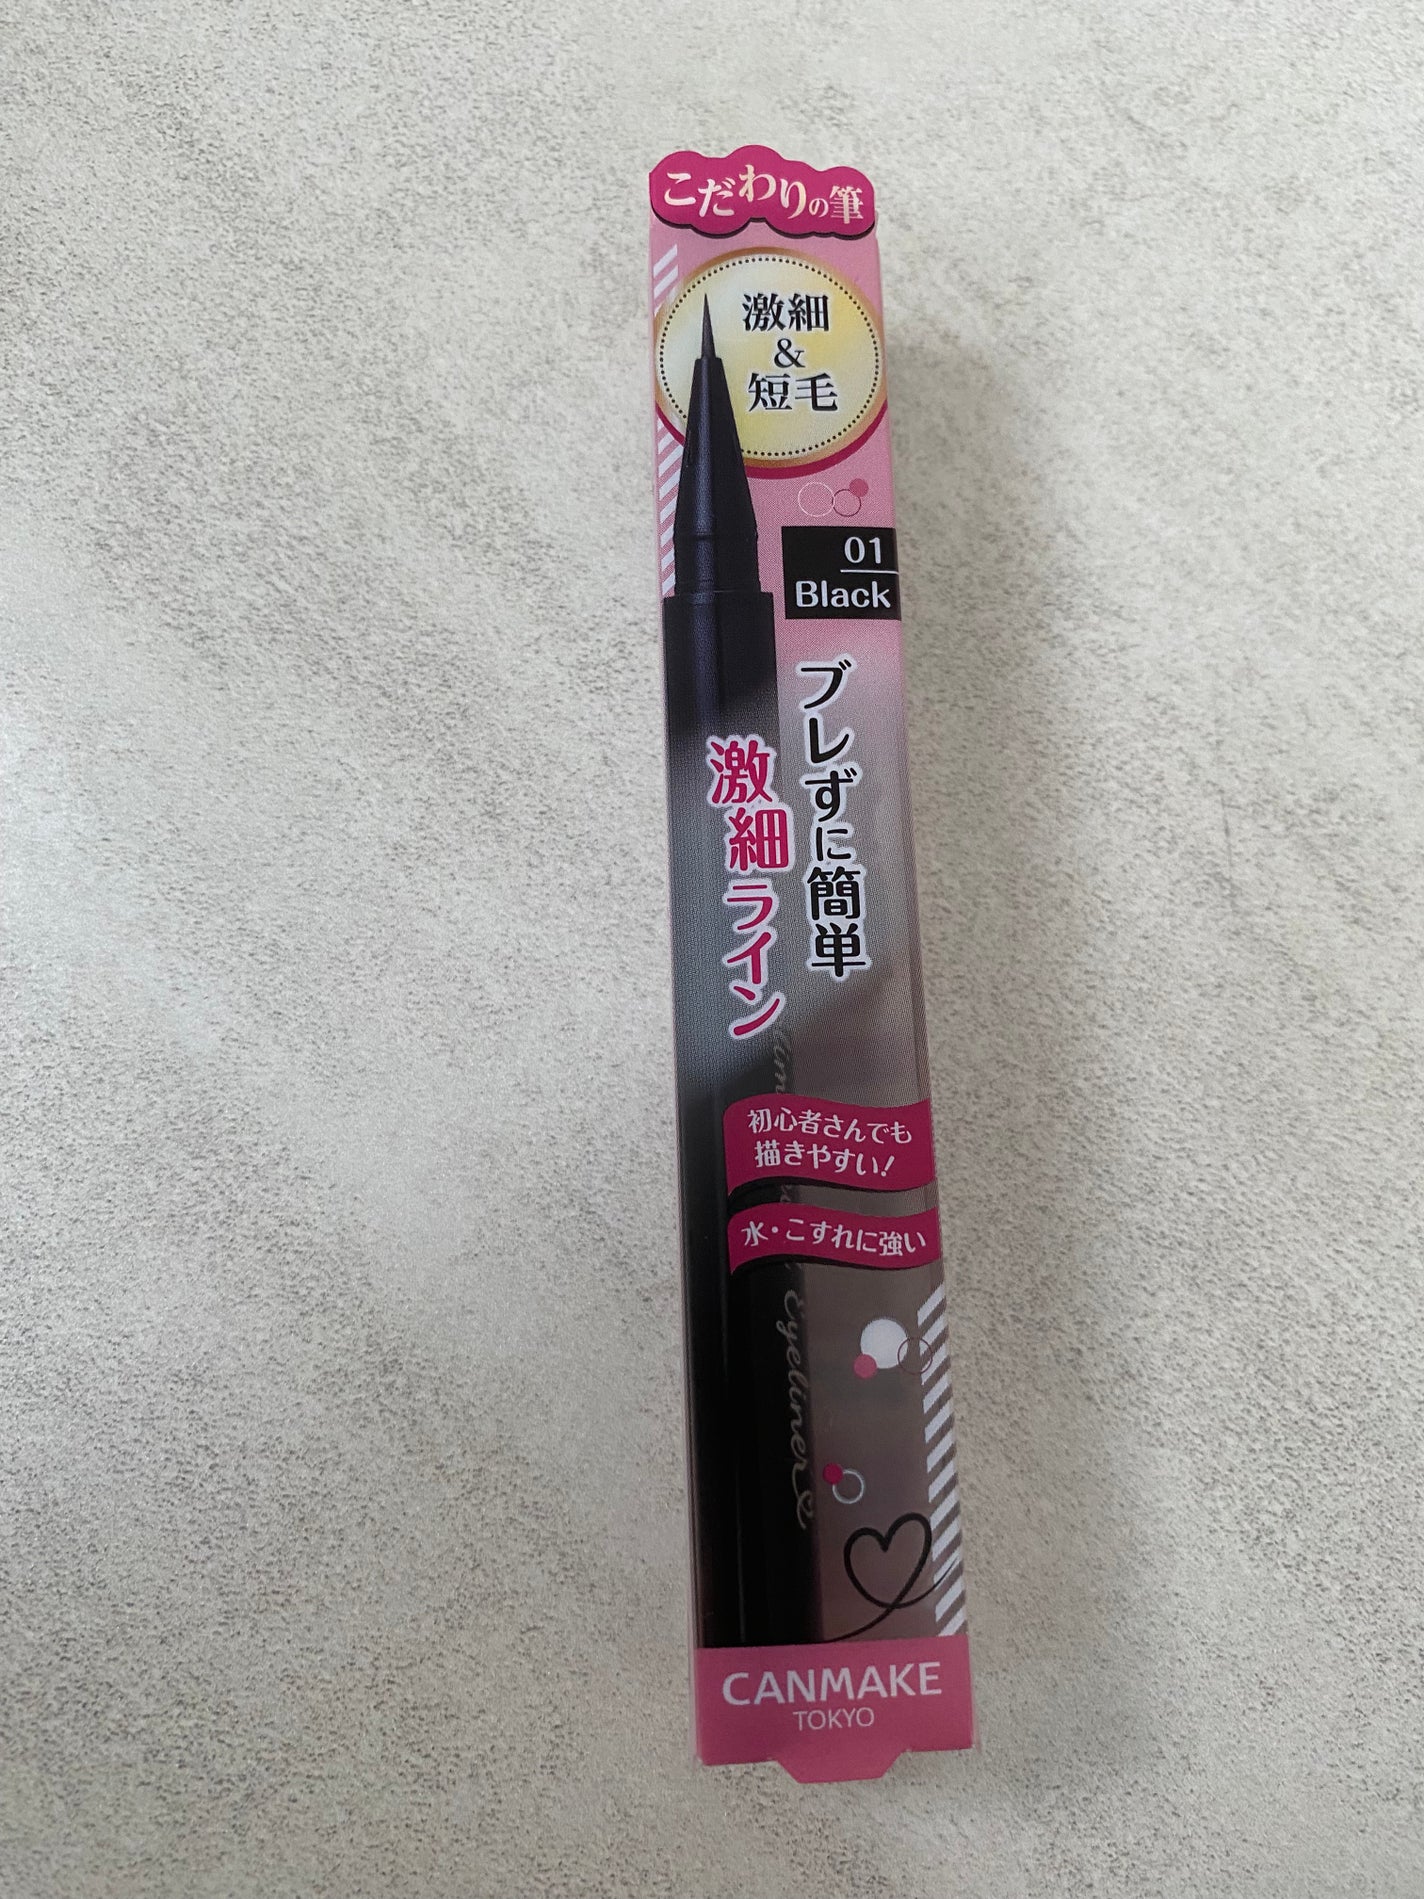 こだわりの筆
激細
&
短毛
01
Black
ブレずに簡単
激細ライン
初心者さんでも
描きやすい!
水・こすれに強い
Eyeliner
CANMAKE
TOKYO